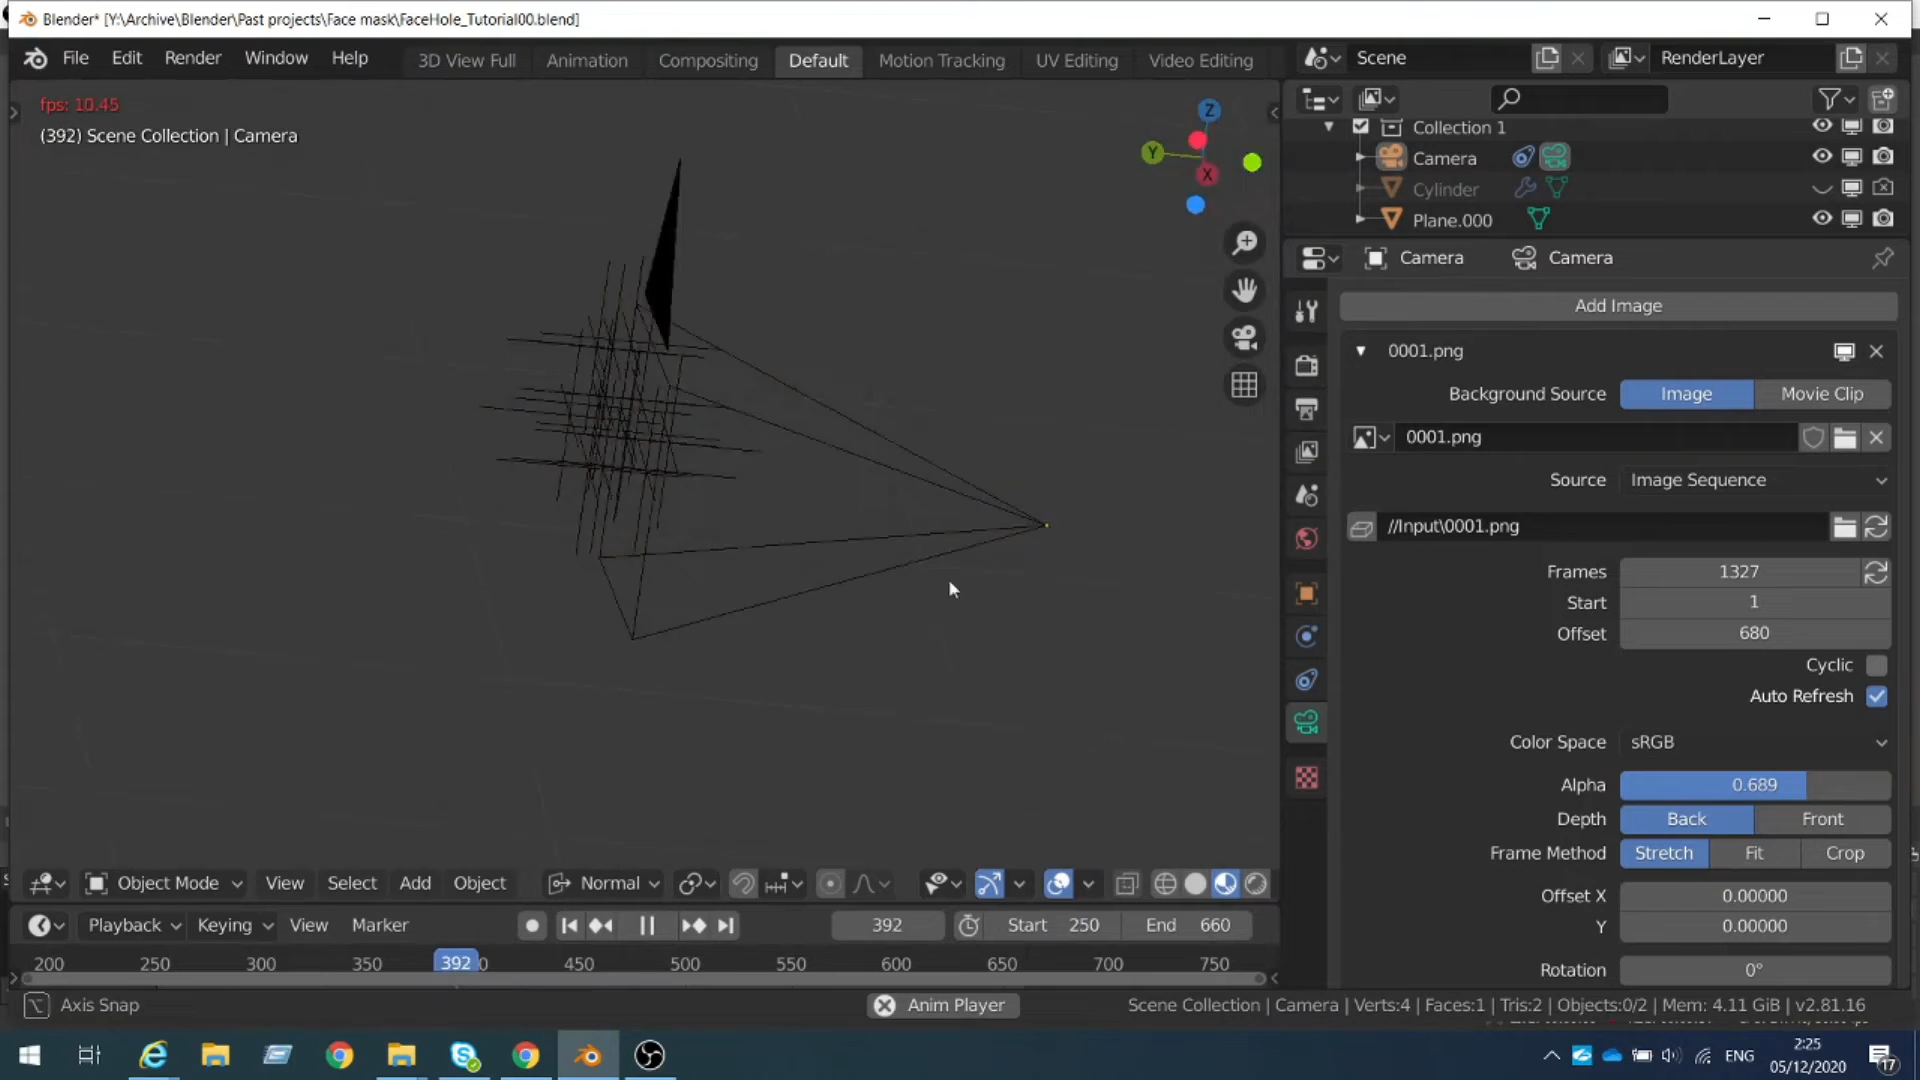 Blender* [Y:\Archive\Blender\Past projects\Face mask\FaceHole_Tutorial00.blend]
File Edit Render Window Help 3D View Full Animation Compositing Default Motion Tracking UV Editing Video Editing Scene RenderLayer
fps: 10.45
(392) Scene Collection | Camera
Z
Y
X
Collection 1
Camera
Cylinder
Plane.000
Camera Camera
Add Image
0001.png
Background Source Image Movie Clip
0001.png
Source Image Sequence
//Input\0001.png
Frames 1327
Start 1
Offset 680
Cyclic
Auto Refresh
Color Space sRGB
Alpha 0.689
Depth Back Front
Frame Method Stretch Fit Crop
Offset X 0.00000
Y 0.00000
Rotation 0°
Object Mode View Select Add Object Normal
Playback Keying View Marker 392 Start 250 End 660
200 250 300 350 392 0 450 500 550 600 650 700 750
Axis Snap Anim Player Scene Collection | Camera | Verts:4 | Faces:1 | Tris:2 | Objects:0/2 | Mem: 4.11 GiB | v2.81.16
ENG 2:25
05/12/2020 17